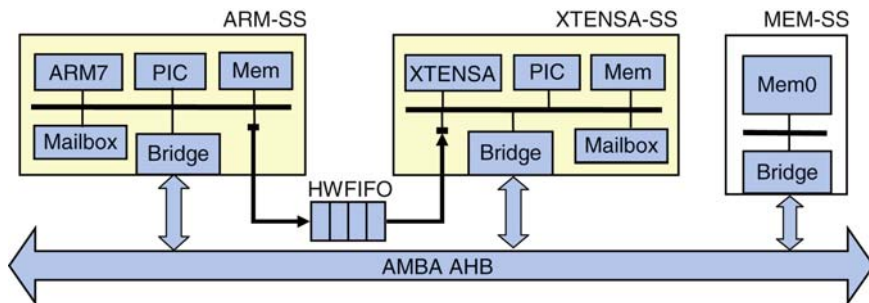 ARM-SS
XTENSA-SS
MEM-SS
ARM7
PIC
Mem
Mailbox
Bridge
XTENSA
PIC
Mem
Bridge
Mailbox
Mem0
Bridge
HWFIFO
AMBA AHB